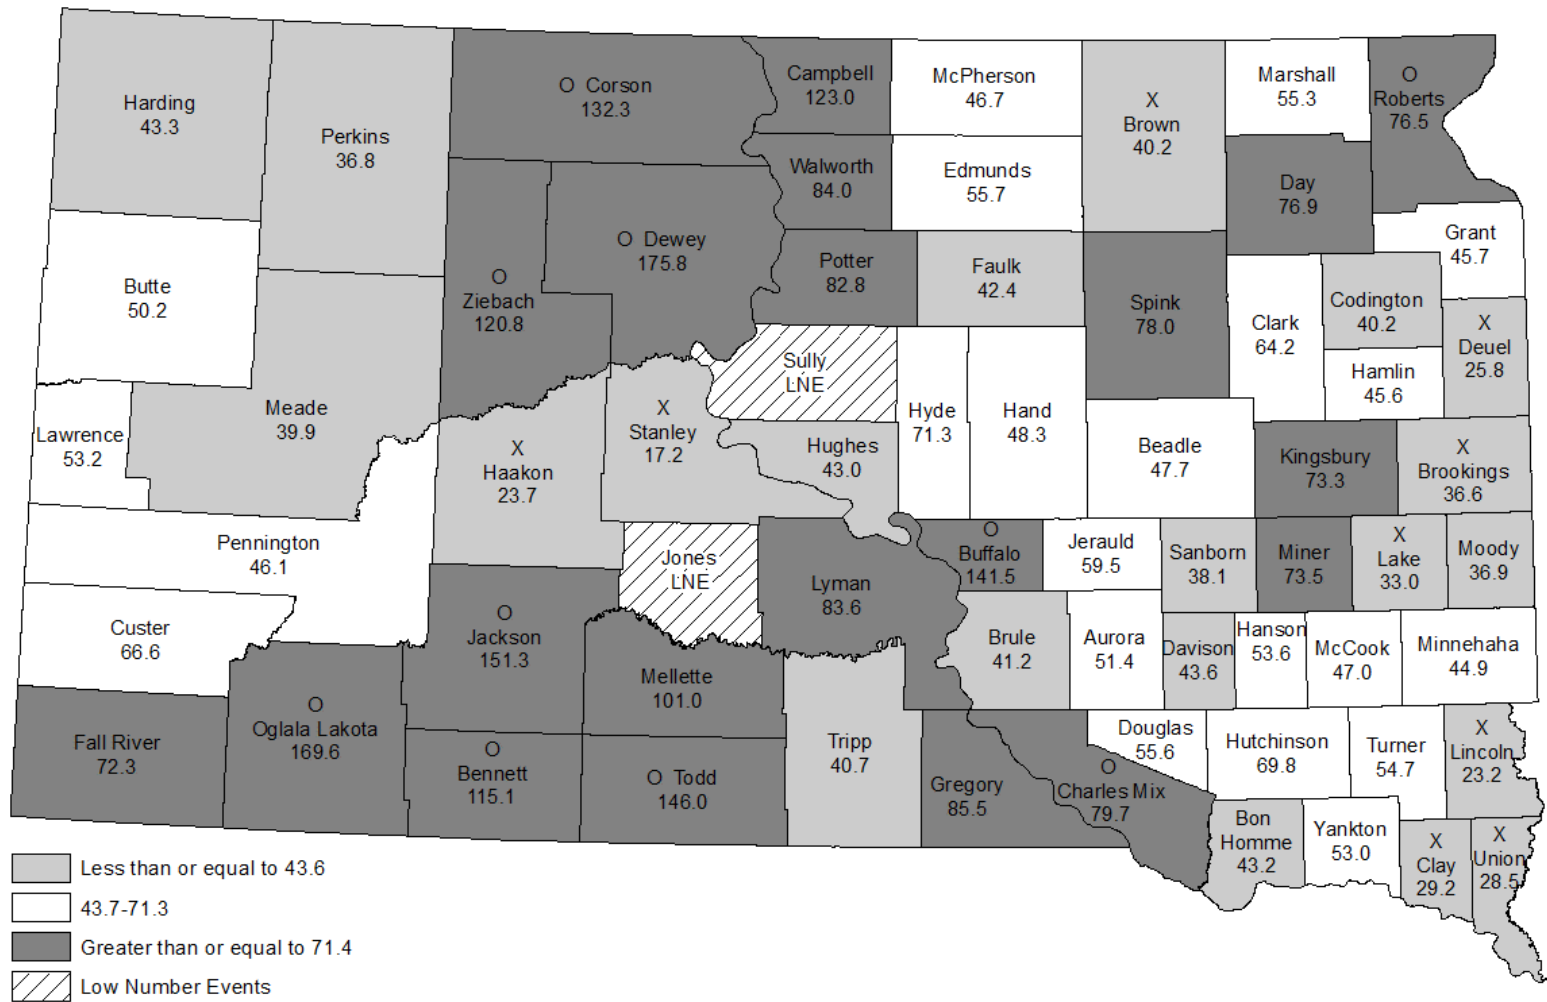 Harding
43.3
Perkins
36.8
O Corson
132.3
Campbell
123.0
McPherson
46.7
X
Brown
40.2
Marshall
55.3
O
Roberts
76.5
Walworth
84.0
Edmunds
55.7
Day
76.9
Butte
50.2
O
Ziebach
120.8
O Dewey
175.8
Potter
82.8
Faulk
42.4
Spink
78.0
Clark
64.2
Codington
40.2
Grant
45.7
X
Deuel
25.8
Hamlin
45.6
Lawrence
53.2
Meade
39.9
X
Haakon
23.7
X
Stanley
17.2
Sully
LNE
Hughes
43.0
Hyde
71.3
Hand
48.3
Beadle
47.7
Kingsbury
73.3
X
Brookings
36.6
Pennington
46.1
Jones
LNE
Lyman
83.6
O
Buffalo
141.5
Jerauld
59.5
Sanborn
38.1
Miner
73.5
X
Lake
33.0
Moody
36.9
Custer
66.6
O
Jackson
151.3
Mellette
101.0
Brule
41.2
Aurora
51.4
Davison
43.6
Hanson
53.6
McCook
47.0
Minnehaha
44.9
Fall River
72.3
O
Oglala Lakota
169.6
O
Bennett
115.1
O Todd
146.0
Tripp
40.7
Gregory
85.5
O
Charles Mix
79.7
Douglas
55.6
Hutchinson
69.8
Turner
54.7
X
Lincoln
23.2
Bon
Homme
43.2
Yankton
53.0
X
Clay
29.2
X
Union
28.5
Less than or equal to 43.6
43.7-71.3
Greater than or equal to 71.4
Low Number Events